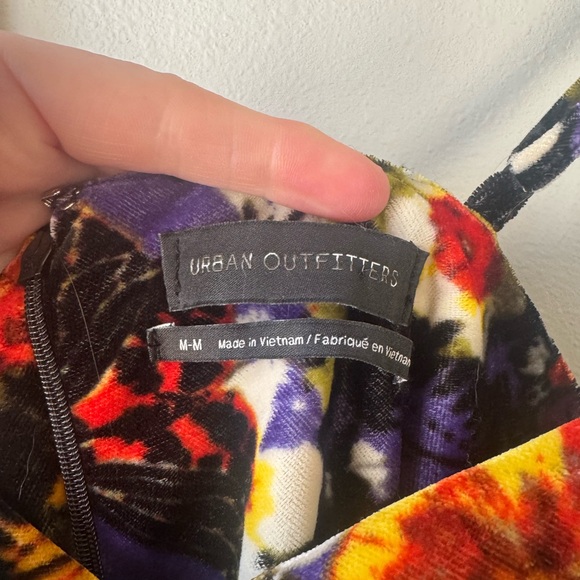 URBAN OUTFITTERS
M-M Made in Vietnam / Fabriqué en Vietnam